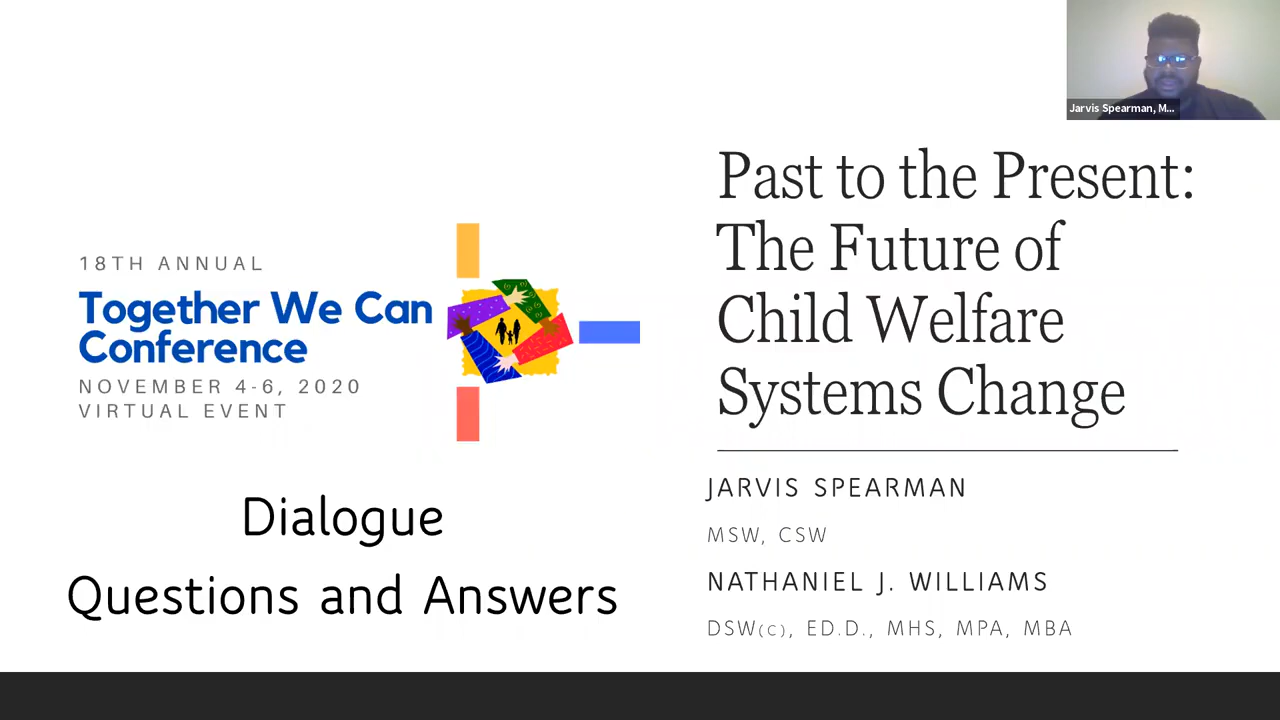 Jarvis Spearman, M...
18TH ANNUAL
Together We Can
Conference
NOVEMBER 4-6, 2020
VIRTUAL EVENT
Dialogue
Questions and Answers
Past to the Present:
The Future of
Child Welfare
Systems Change
JARVIS SPEARMAN
MSW, CSW
NATHANIEL J. WILLIAMS
DSW(C), ED.D., MHS, MPA, MBA